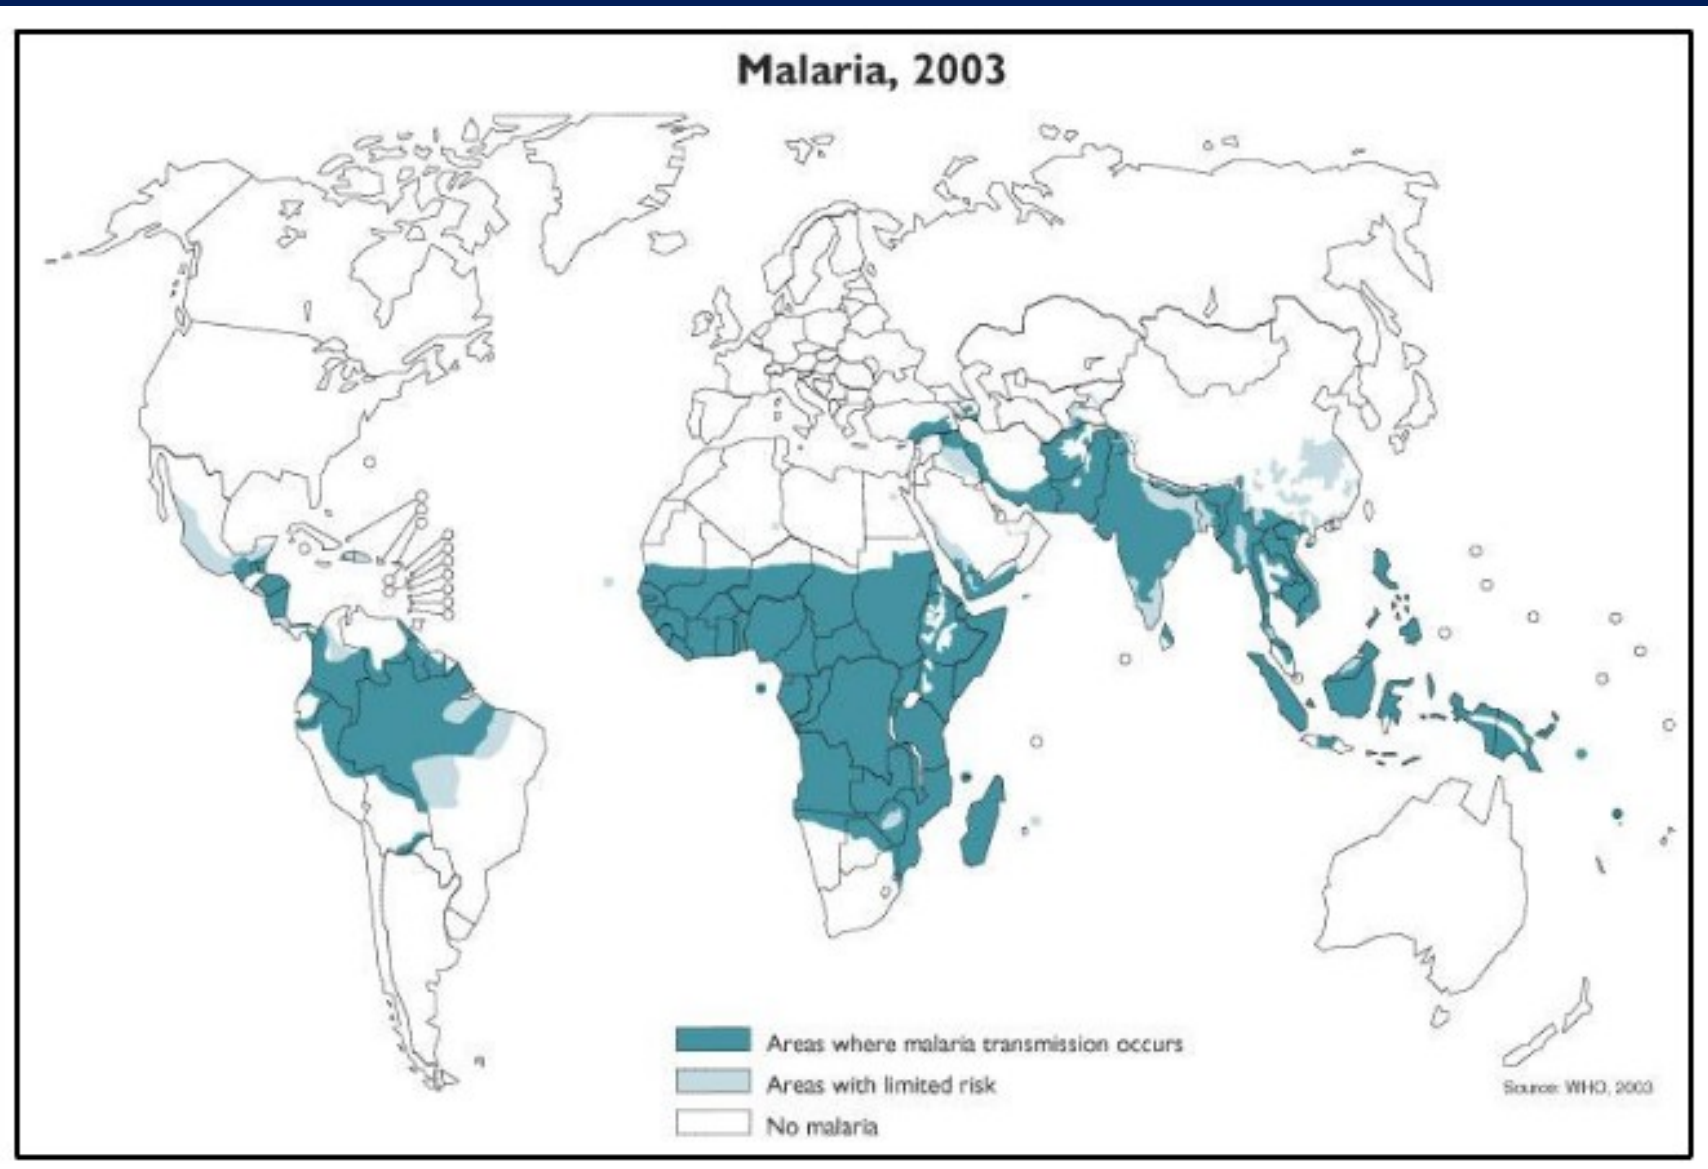 Malaria, 2003
Areas where malaria transmission occurs
Areas with limited risk
No malaria
Source: WHO, 2003